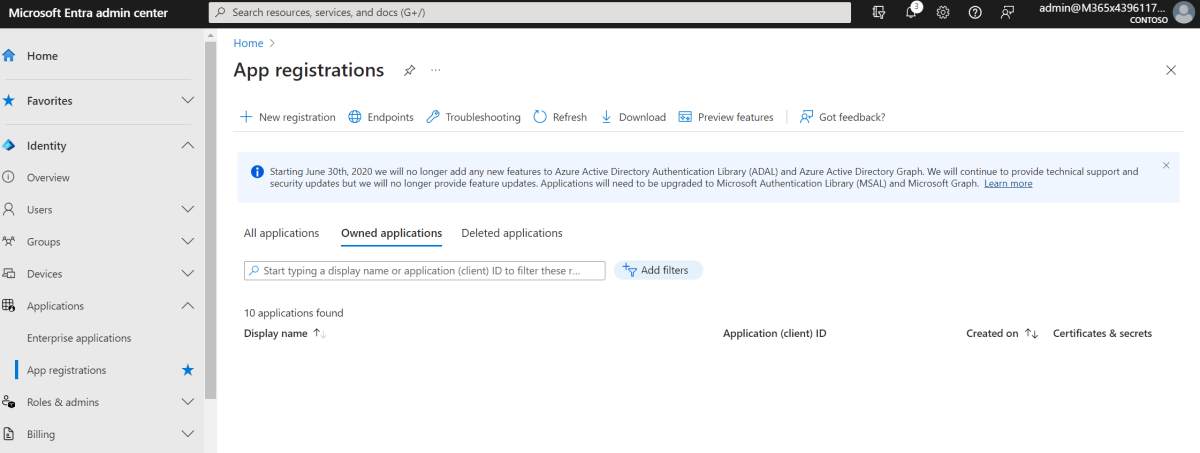 Microsoft Entra admin center
Search resources, services, and docs (G+/)
3
admin@M365x4396117...
CONTOSO
Home
Favorites
Identity
Overview
Users
Groups
Devices
Applications
Enterprise applications
App registrations
Roles & admins
Billing
Home
App registrations
...
New registration
Endpoints
Troubleshooting
Refresh
Download
Preview features
Got feedback?
Starting June 30th, 2020 we will no longer add any new features to Azure Active Directory Authentication Library (ADAL) and Azure Active Directory Graph. We will continue to provide technical support and
security updates but we will no longer provide feature updates. Applications will need to be upgraded to Microsoft Authentication Library (MSAL) and Microsoft Graph. Learn more
All applications
Owned applications
Deleted applications
Start typing a display name or application (client) ID to filter these r...
Add filters
10 applications found
Display name
Application (client) ID
Created on
Certificates & secrets